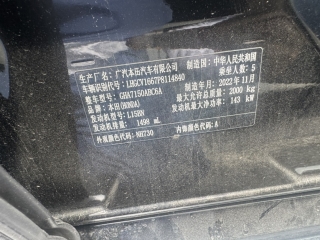 生产厂名：广汽本田汽车有限公司 制造国：中华人民共和国
车辆识别代号：LHGCY1667P8114840 乘坐人数：5
整车型号：GHA7150ABC6A 制造年月：2022年11月
品牌：本田(HONDA) 最大允许总质量：2000 kg
发动机型号：L15BN 发动机最大净功率：143 kW
发动机排量：1498 mL
外观颜色代码：NH730 内饰颜色代码：A